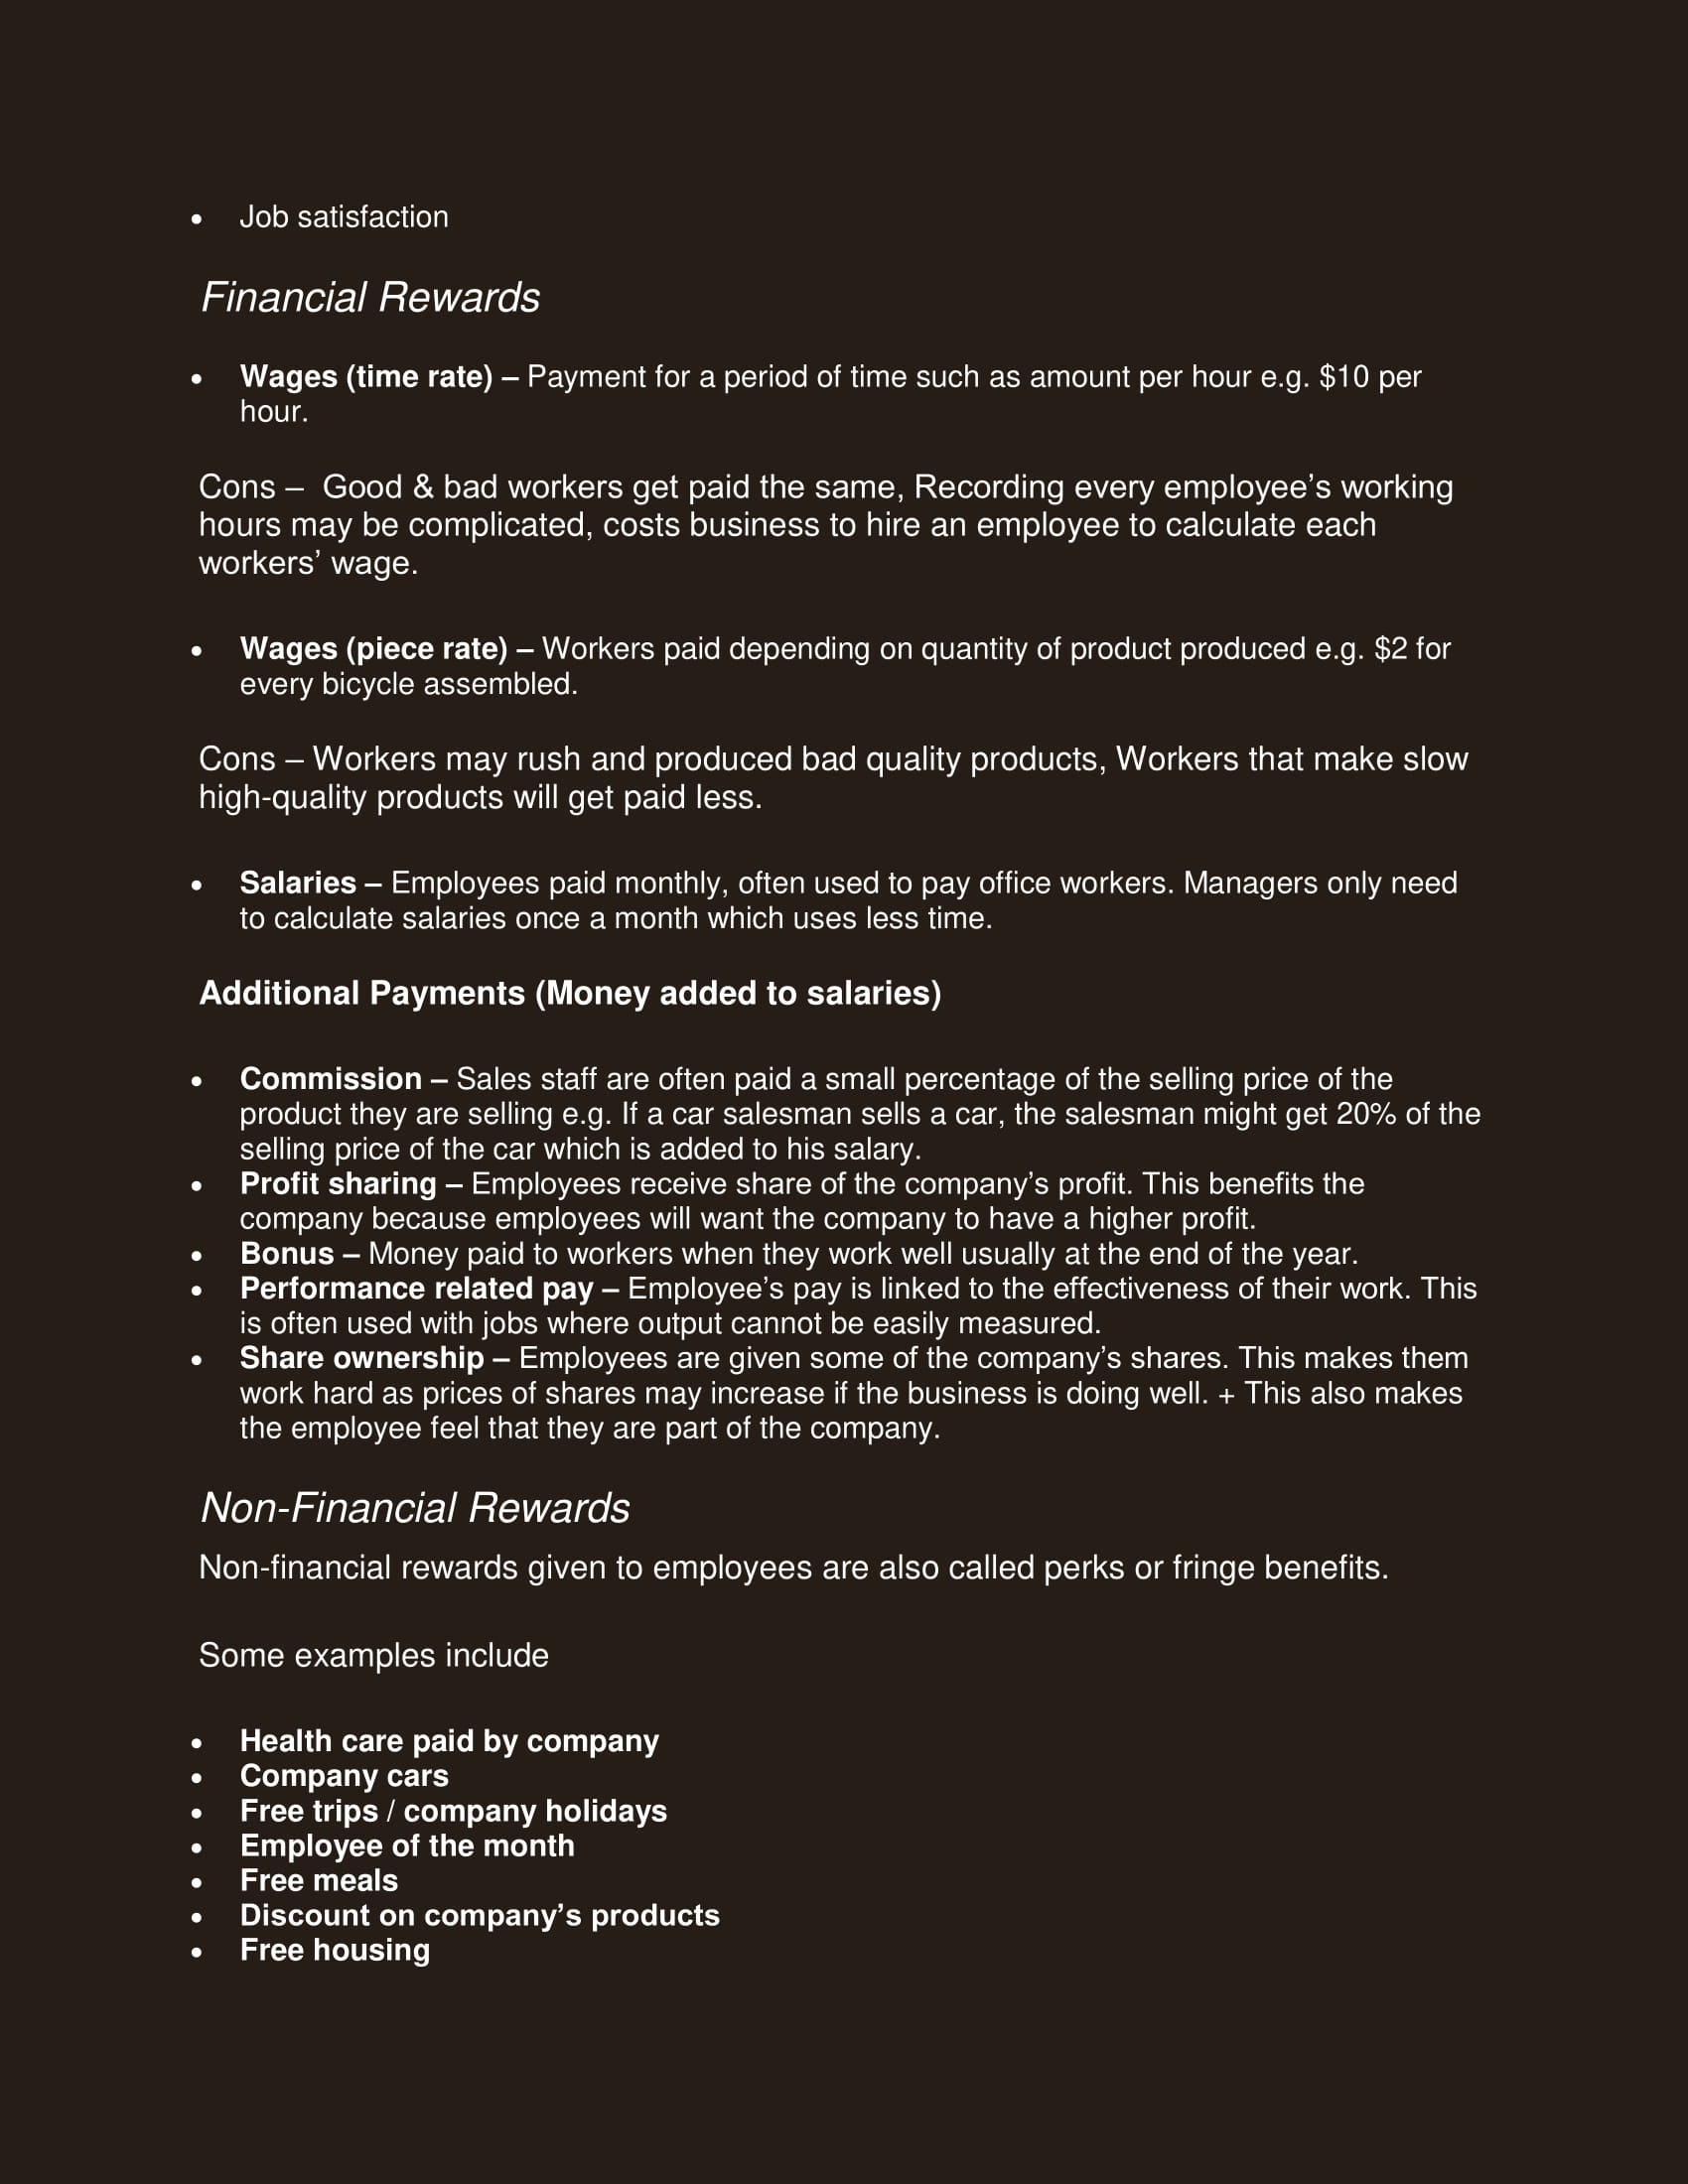 • Job satisfaction
Financial Rewards
• Wages (time rate) – Payment for a period of time such as amount per hour e.g. $10 per
hour.
Cons –  Good & bad workers get paid the same, Recording every employee’s working
hours may be complicated, costs business to hire an employee to calculate each
workers’ wage.
• Wages (piece rate) – Workers paid depending on quantity of product produced e.g. $2 for
every bicycle assembled.
Cons – Workers may rush and produced bad quality products, Workers that make slow
high-quality products will get paid less.
• Salaries – Employees paid monthly, often used to pay office workers. Managers only need
to calculate salaries once a month which uses less time.
Additional Payments (Money added to salaries)
• Commission – Sales staff are often paid a small percentage of the selling price of the
product they are selling e.g. If a car salesman sells a car, the salesman might get 20% of the
selling price of the car which is added to his salary.
• Profit sharing – Employees receive share of the company’s profit. This benefits the
company because employees will want the company to have a higher profit.
• Bonus – Money paid to workers when they work well usually at the end of the year.
• Performance related pay – Employee’s pay is linked to the effectiveness of their work. This
is often used with jobs where output cannot be easily measured.
• Share ownership – Employees are given some of the company’s shares. This makes them
work hard as prices of shares may increase if the business is doing well. + This also makes
the employee feel that they are part of the company.
Non-Financial Rewards
Non-financial rewards given to employees are also called perks or fringe benefits.
Some examples include
• Health care paid by company
• Company cars
• Free trips / company holidays
• Employee of the month
• Free meals
• Discount on company’s products
• Free housing